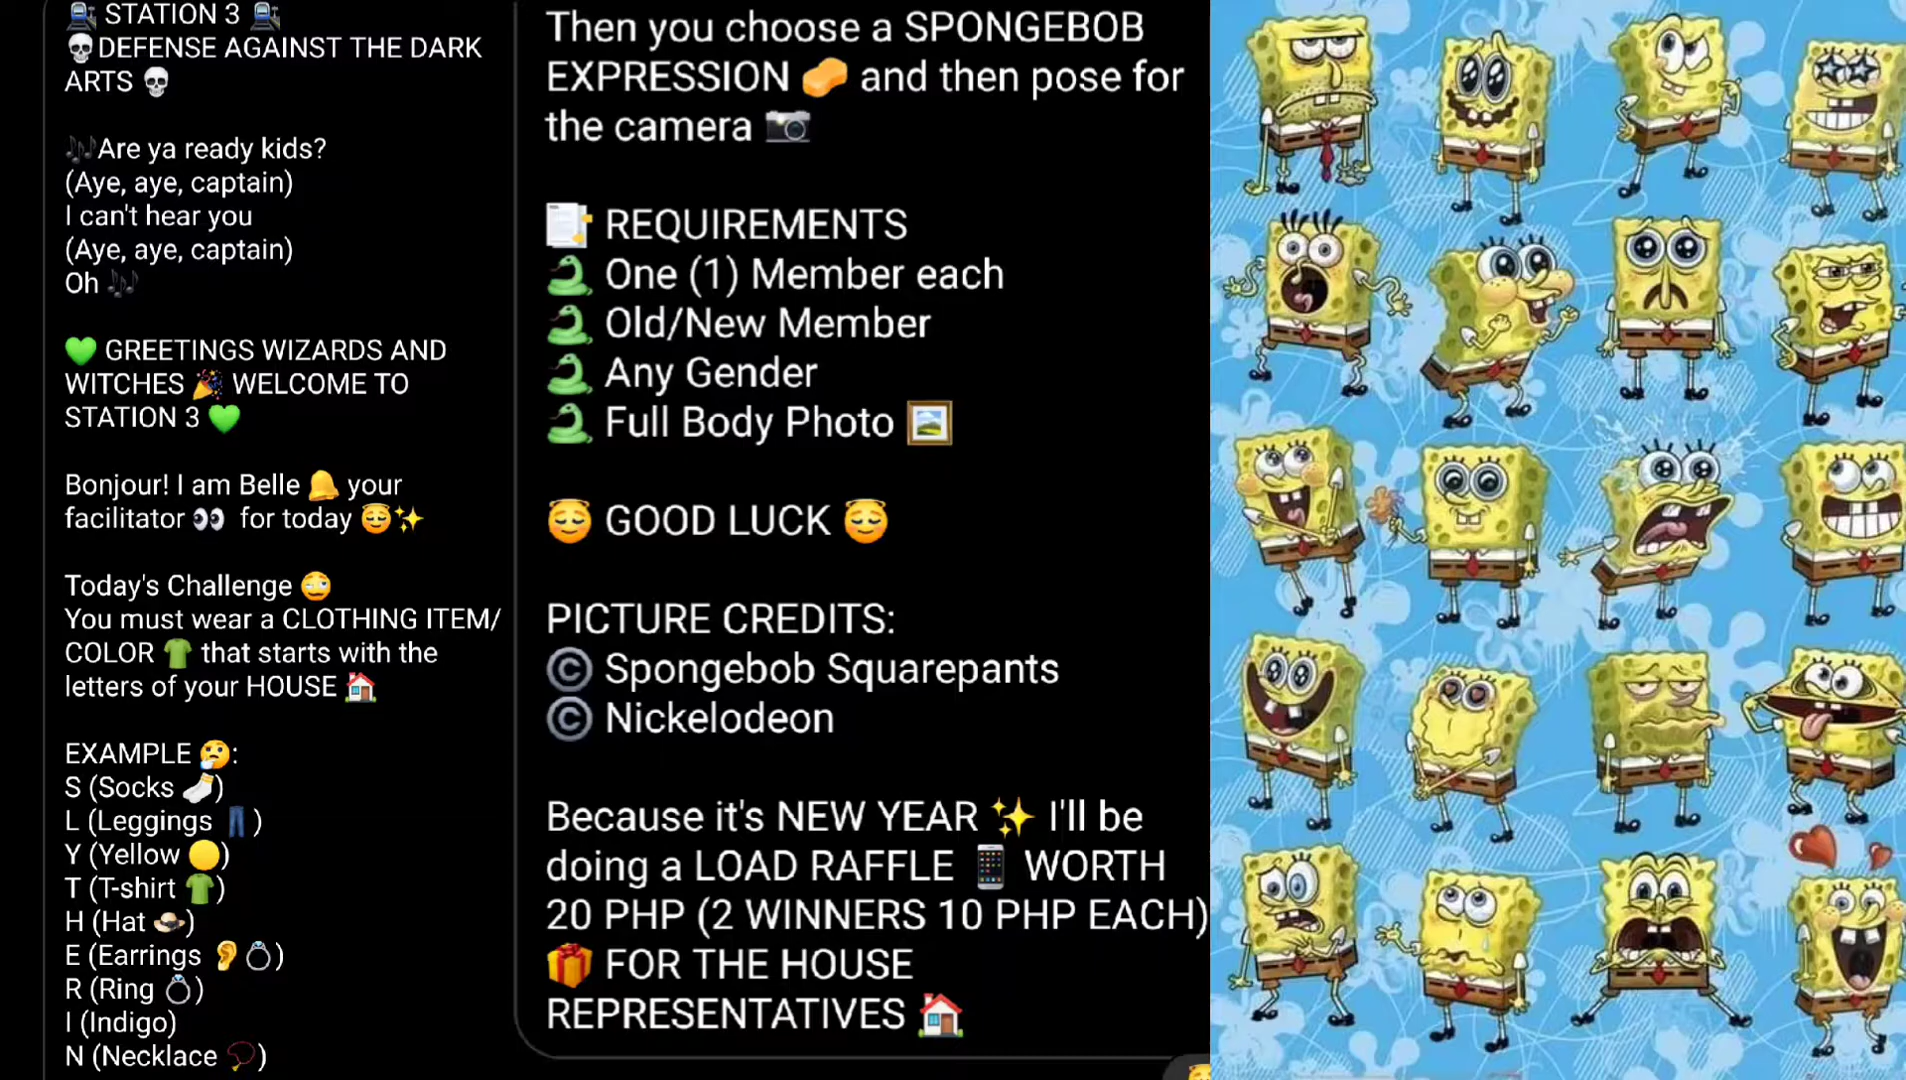 🚉 STATION 3 🚉
💀DEFENSE AGAINST THE DARK
ARTS 💀
🎶Are ya ready kids?
(Aye, aye, captain)
I can't hear you
(Aye, aye, captain)
Oh 🎶
💚 GREETINGS WIZARDS AND
WITCHES 🎉 WELCOME TO
STATION 3 💚
Bonjour! I am Belle 🔔 your
facilitator 👀 for today 😇✨
Today's Challenge 🙄
You must wear a CLOTHING ITEM/
COLOR 👕 that starts with the
letters of your HOUSE 🏠
EXAMPLE 🤔:
S (Socks 🧦)
L (Leggings 👖 )
Y (Yellow 🟡)
T (T-shirt 👕)
H (Hat 👒)
E (Earrings 👂💍)
R (Ring 💍)
I (Indigo)
N (Necklace 📿)
Then you choose a SPONGEBOB
EXPRESSION 🧽 and then pose for
the camera 📷
📑 REQUIREMENTS
🐍 One (1) Member each
🐍 Old/New Member
🐍 Any Gender
🐍 Full Body Photo 🖼️
😇 GOOD LUCK 😇
PICTURE CREDITS:
©️ Spongebob Squarepants
©️ Nickelodeon
Because it's NEW YEAR ✨ I'll be
doing a LOAD RAFFLE 📱 WORTH
20 PHP (2 WINNERS 10 PHP EACH)
🎁 FOR THE HOUSE
REPRESENTATIVES 🏠